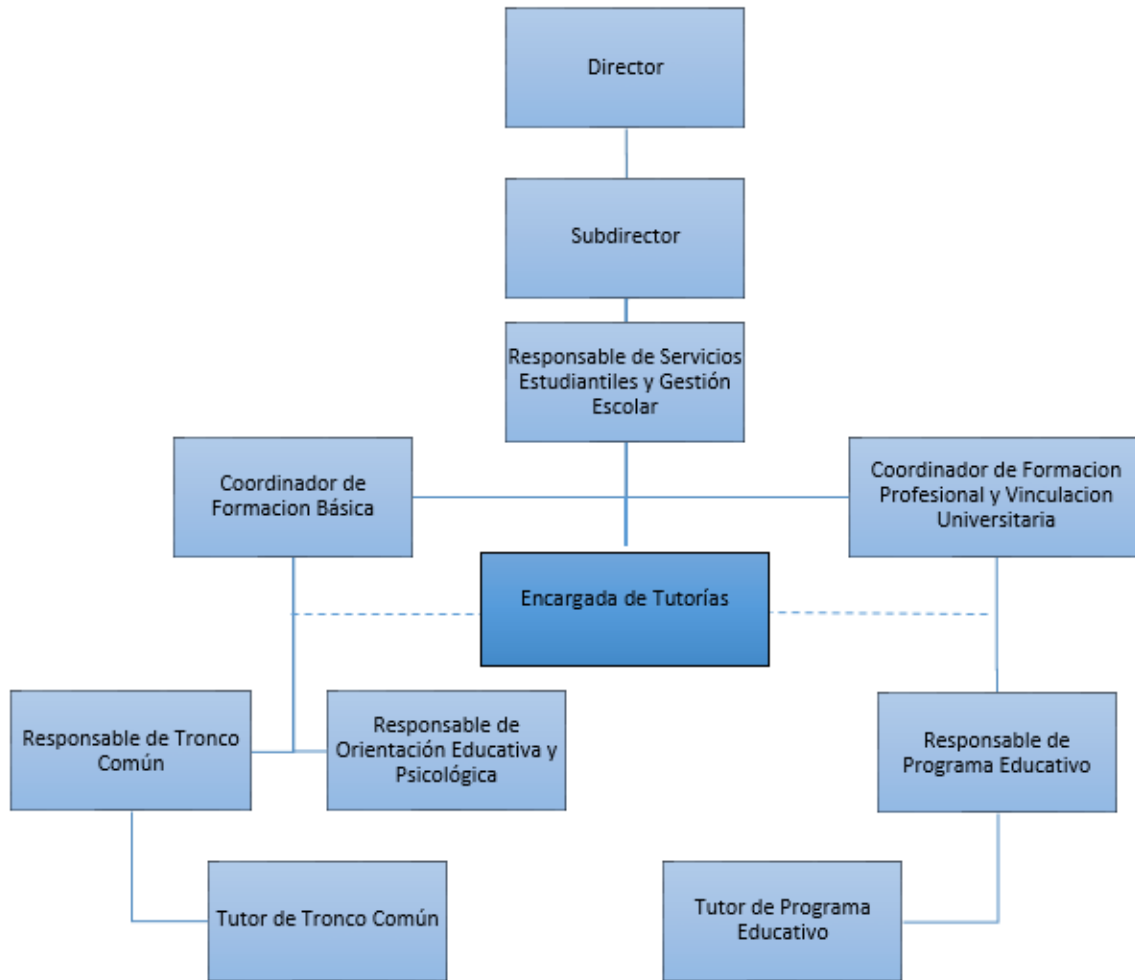 Director
Subdirector
Responsable de Servicios
Estudiantiles y Gestión
Escolar
Coordinador de
Formacion Básica
Coordinador de Formacion
Profesional y Vinculacion
Universitaria
Encargada de Tutorías
Responsable de Tronco
Común
Responsable de
Orientación Educativa y
Psicológica
Responsable de
Programa Educativo
Tutor de Tronco Común
Tutor de Programa
Educativo